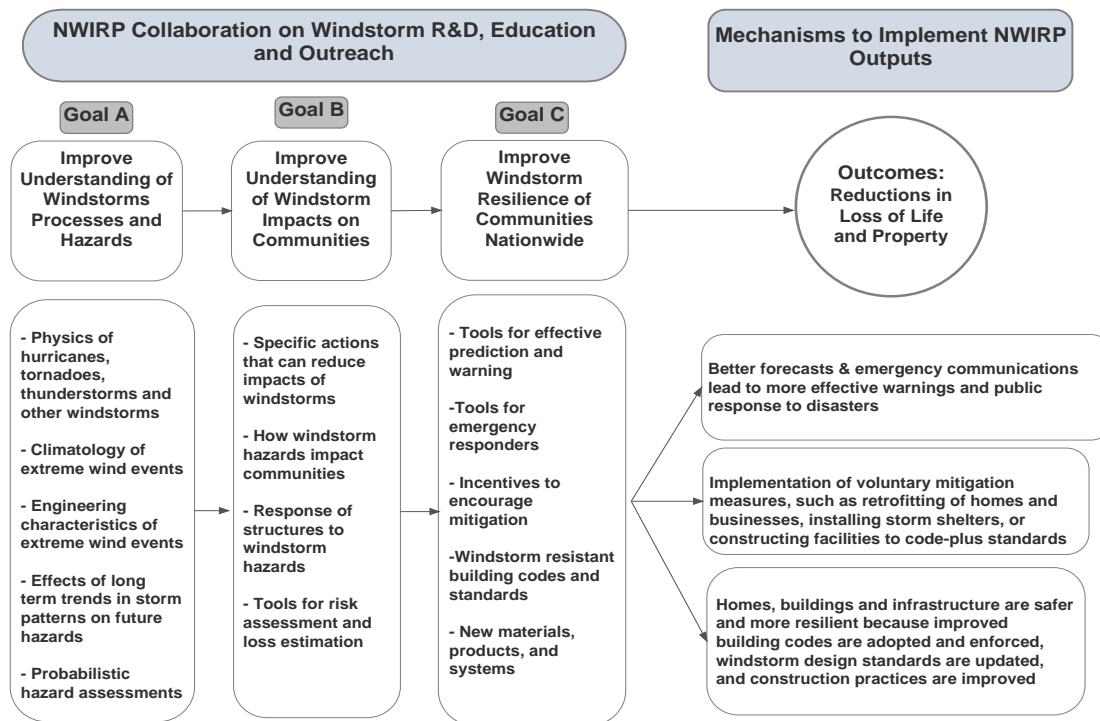 NWIRP Collaboration on Windstorm R&D, Education
and Outreach
Mechanisms to Implement NWIRP
Outputs
Goal A
Goal B
Goal C
Improve
Understanding of
Windstorms
Processes and
Hazards
Improve
Understanding
of Windstorm
Impacts on
Communities
Improve
Windstorm
Resilience of
Communities
Nationwide
Outcomes:
Reductions in
Loss of Life
and Property
- Physics of
hurricanes,
tornadoes,
thunderstorms and
other windstorms
- Climatology of
extreme wind events
- Engineering
characteristics of
extreme wind events
- Effects of long
term trends in storm
patterns on future
hazards
- Probabilistic
hazard assessments
- Specific actions
that can reduce
impacts of
windstorms
- How windstorm
hazards impact
communities
- Response of
structures to
windstorm
hazards
- Tools for risk
assessment and
loss estimation
- Tools for effective
prediction and
warning
-Tools for
emergency
responders
- Incentives to
encourage
mitigation
-Windstorm resistant
building codes and
standards
- New materials,
products, and
systems
Better forecasts & emergency communications
lead to more effective warnings and public
response to disasters
Implementation of voluntary mitigation
measures, such as retrofitting of homes and
businesses, installing storm shelters, or
constructing facilities to code-plus standards
Homes, buildings and infrastructure are safer
and more resilient because improved
building codes are adopted and enforced,
windstorm design standards are updated,
and construction practices are improved